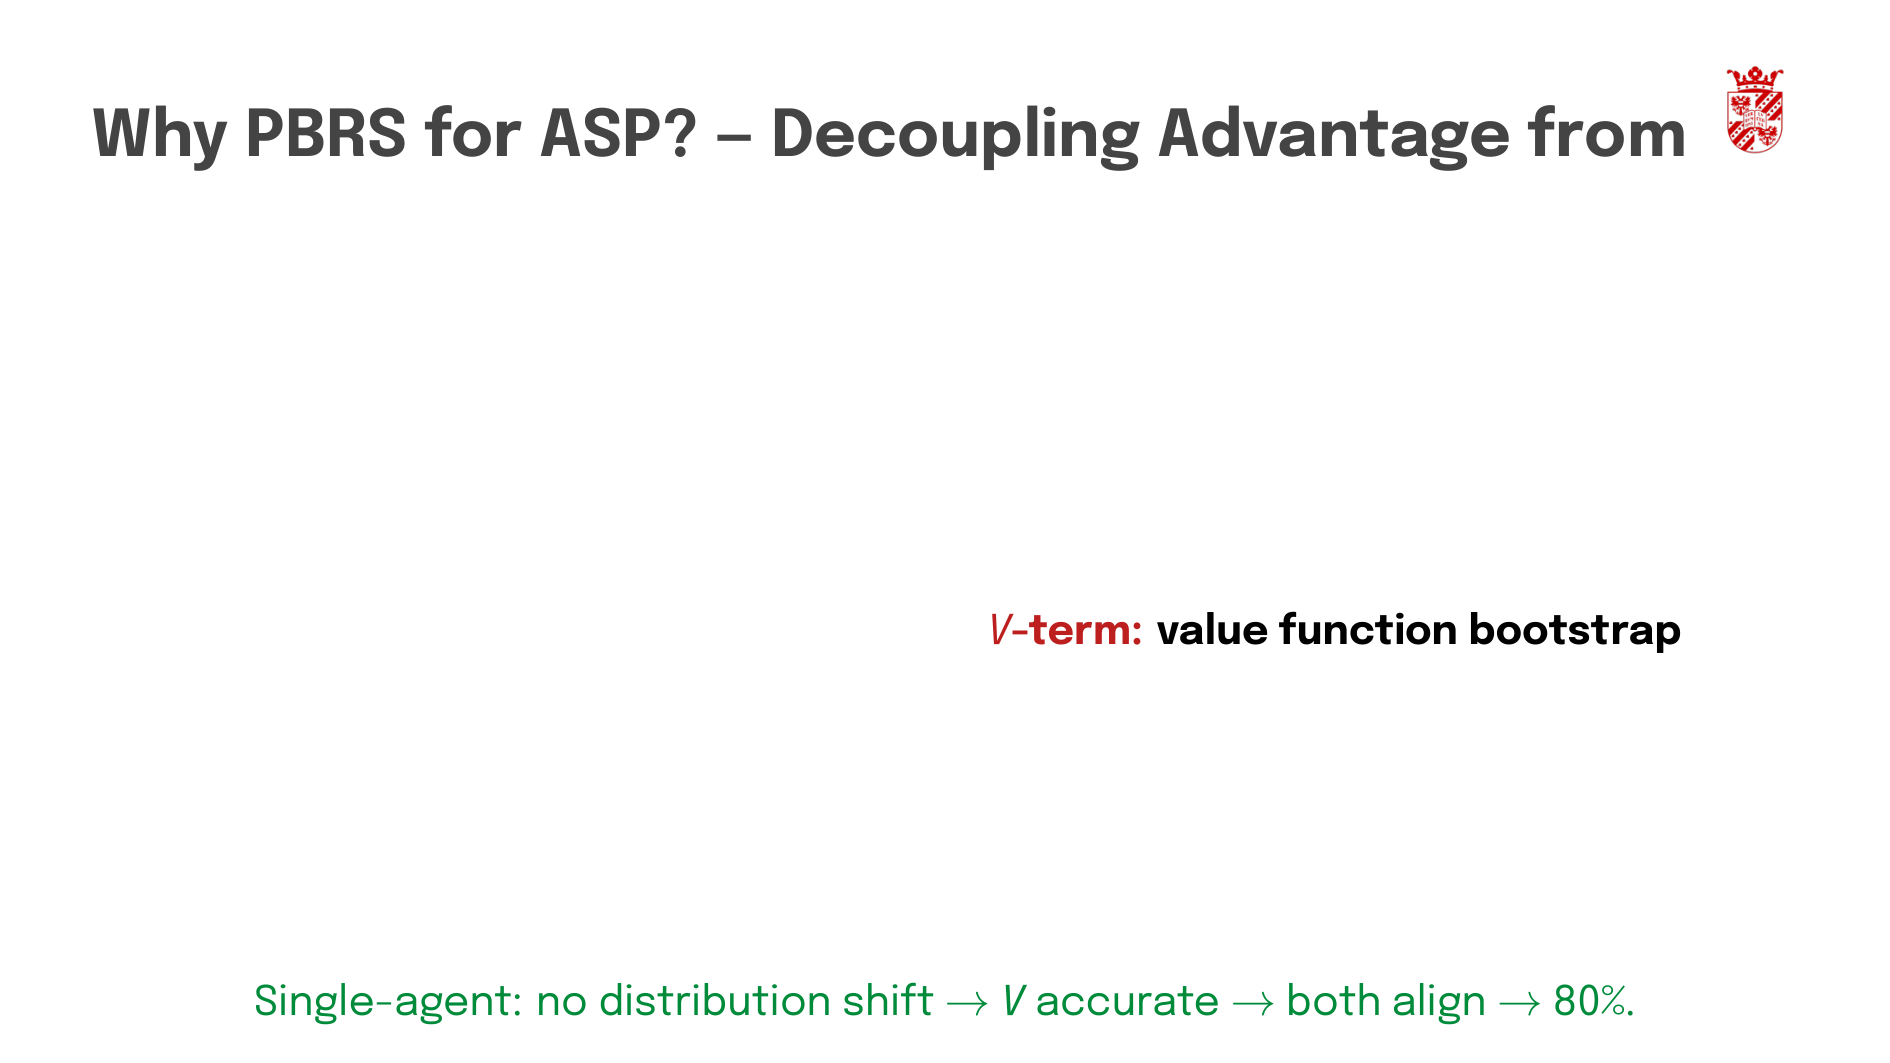 Why PBRS for ASP? – Decoupling Advantage from
V-term: value function bootstrap
Single-agent: no distribution shift → V accurate → both align → 80%.